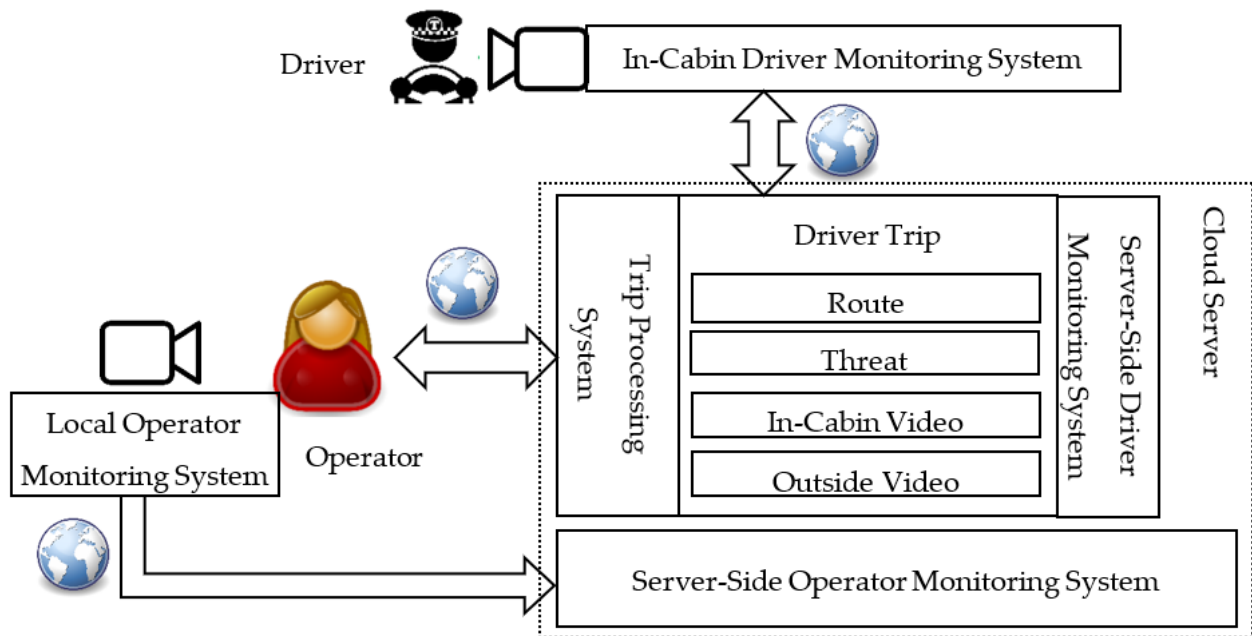 Driver
In-Cabin Driver Monitoring System
T
Cloud Server
Trip Processing
System
Driver Trip
Route
Threat
In-Cabin Video
Outside Video
Server-Side Driver
Monitoring System
Operator
Local Operator
Monitoring System
Server-Side Operator Monitoring System